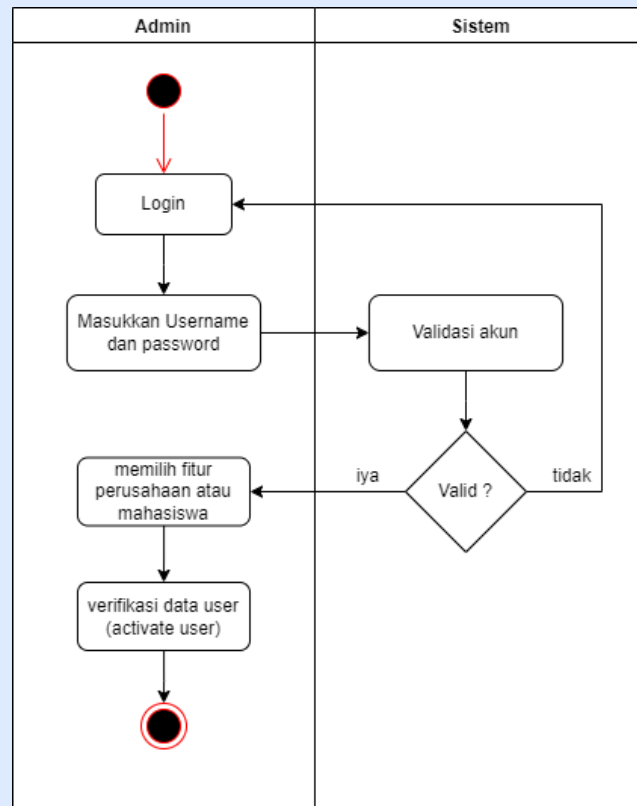 Admin
Sistem
Login
Masukkan Username
dan password
Validasi akun
Valid ?
iya
tidak
memilih fitur
perusahaan atau
mahasiswa
verifikasi data user
(activate user)